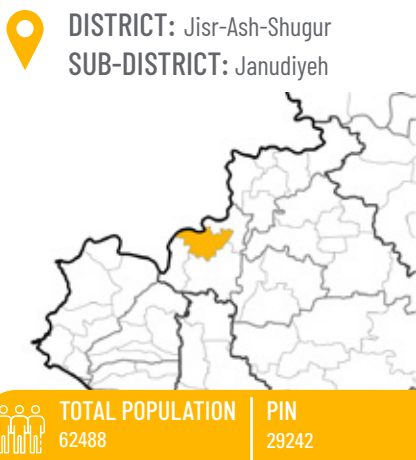 DISTRICT: Jisr-Ash-Shugur
SUB-DISTRICT: Janudiyeh
TOTAL POPULATION
62488
PIN
29242